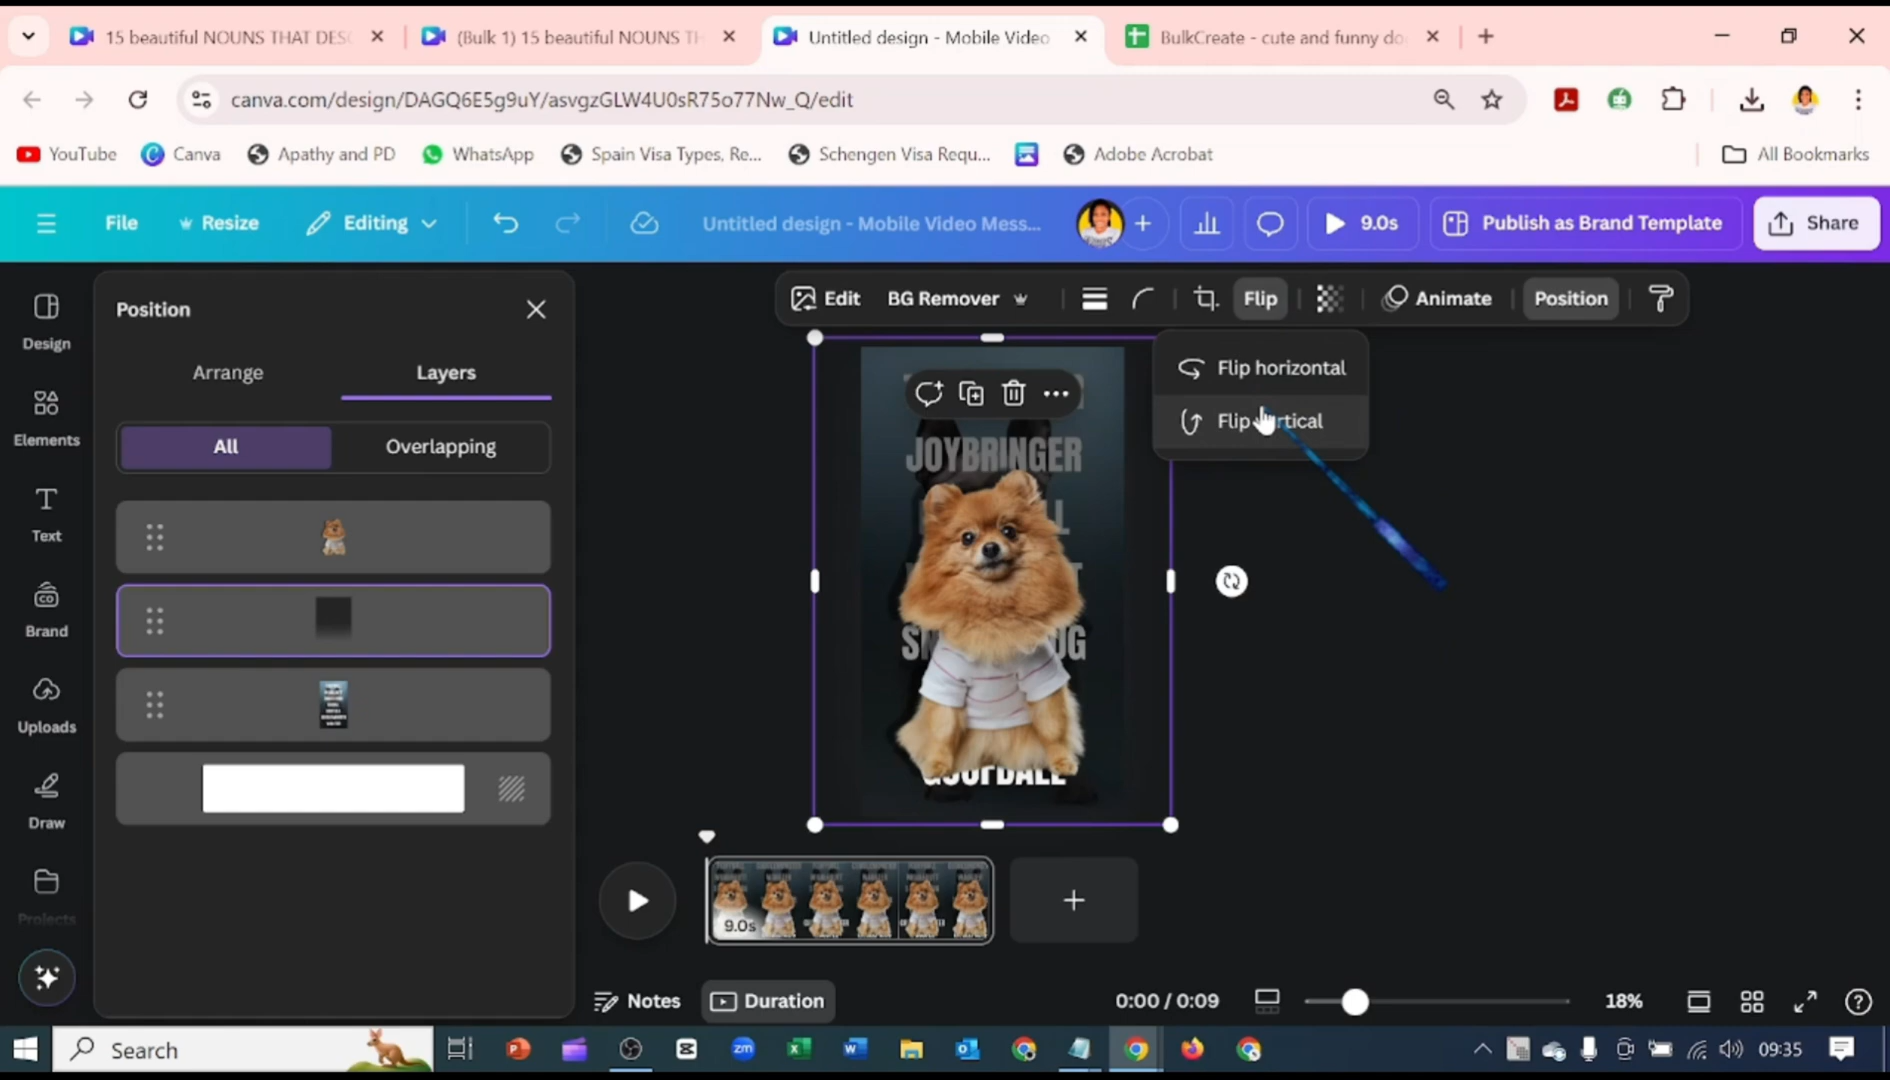 15 beautiful NOUNS THAT DESC
(Bulk 1) 15 beautiful NOUNS TH
Untitled design - Mobile Video
BulkCreate - cute and funny do
canva.com/design/DAGQ6E5g9uY/asvgzGLW4U0sR75o77Nw_Q/edit
YouTube
Canva
Apathy and PD
WhatsApp
Spain Visa Types, Re...
Schengen Visa Requ...
Adobe Acrobat
All Bookmarks
File
Resize
Editing
Untitled design - Mobile Video Mess...
9.0s
Publish as Brand Template
Share
Design
Elements
Text
Brand
Uploads
Draw
Projects
Position
Arrange
Layers
All
Overlapping
Edit
BG Remover
Flip
Animate
Position
Flip horizontal
Flip vertical
JOYBRINGER
GOOFBALL
9.0s
Notes
Duration
0:00 / 0:09
18%
Search
09:35